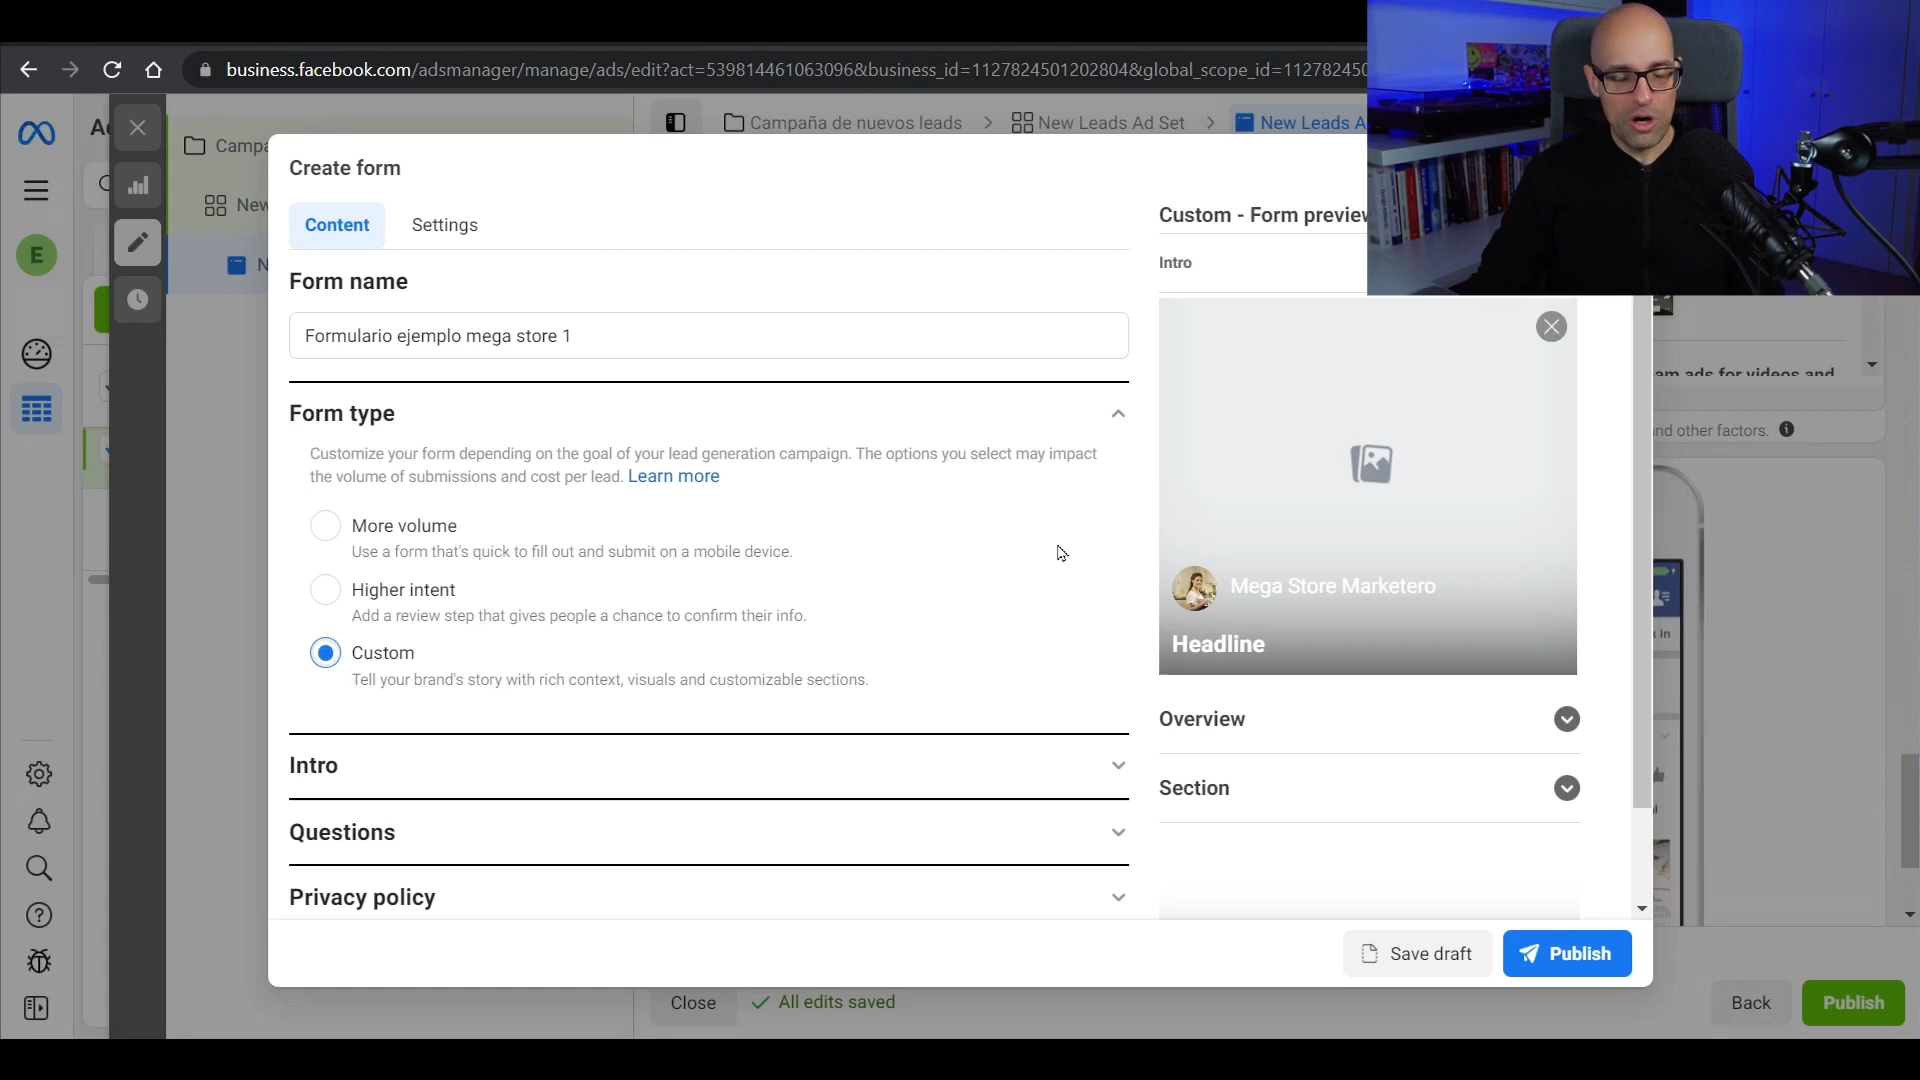 business.facebook.com/adsmanager/manage/ads/edit?act=539814461063096&business_id=1127824501202804&global_scope_id=112782450
Campaña de nuevos leads > New Leads Ad Set > New Leads A
Campa
New
E
Create form
Content
Settings
Form name
Formulario ejemplo mega store 1
Form type
Customize your form depending on the goal of your lead generation campaign. The options you select may impact
the volume of submissions and cost per lead. Learn more
More volume
Use a form that's quick to fill out and submit on a mobile device.
Higher intent
Add a review step that gives people a chance to confirm their info.
Custom
Tell your brand's story with rich context, visuals and customizable sections.
Intro
Questions
Privacy policy
Custom - Form preview
Intro
Mega Store Marketero
Headline
Overview
Section
am ads for videos and
nd other factors.
k In
Save draft
Publish
Close
All edits saved
Back
Publish